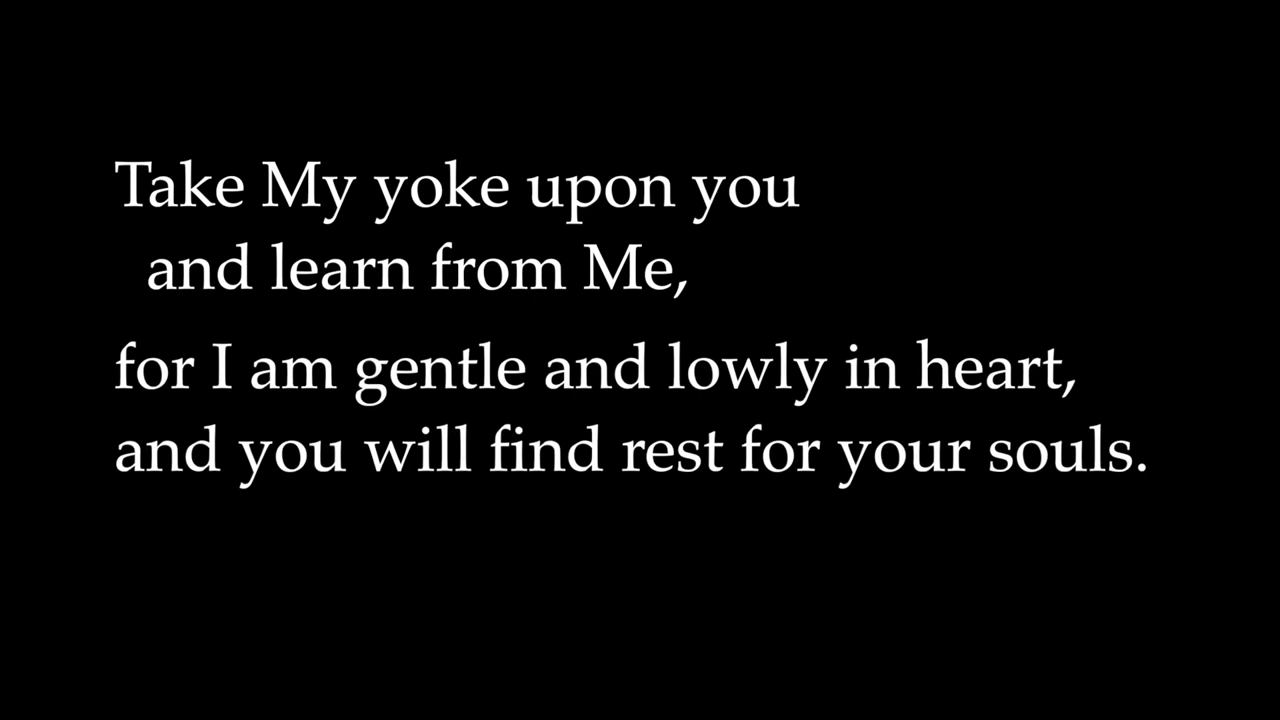 Take My yoke upon you
and learn from Me,
for I am gentle and lowly in heart,
and you will find rest for your souls.